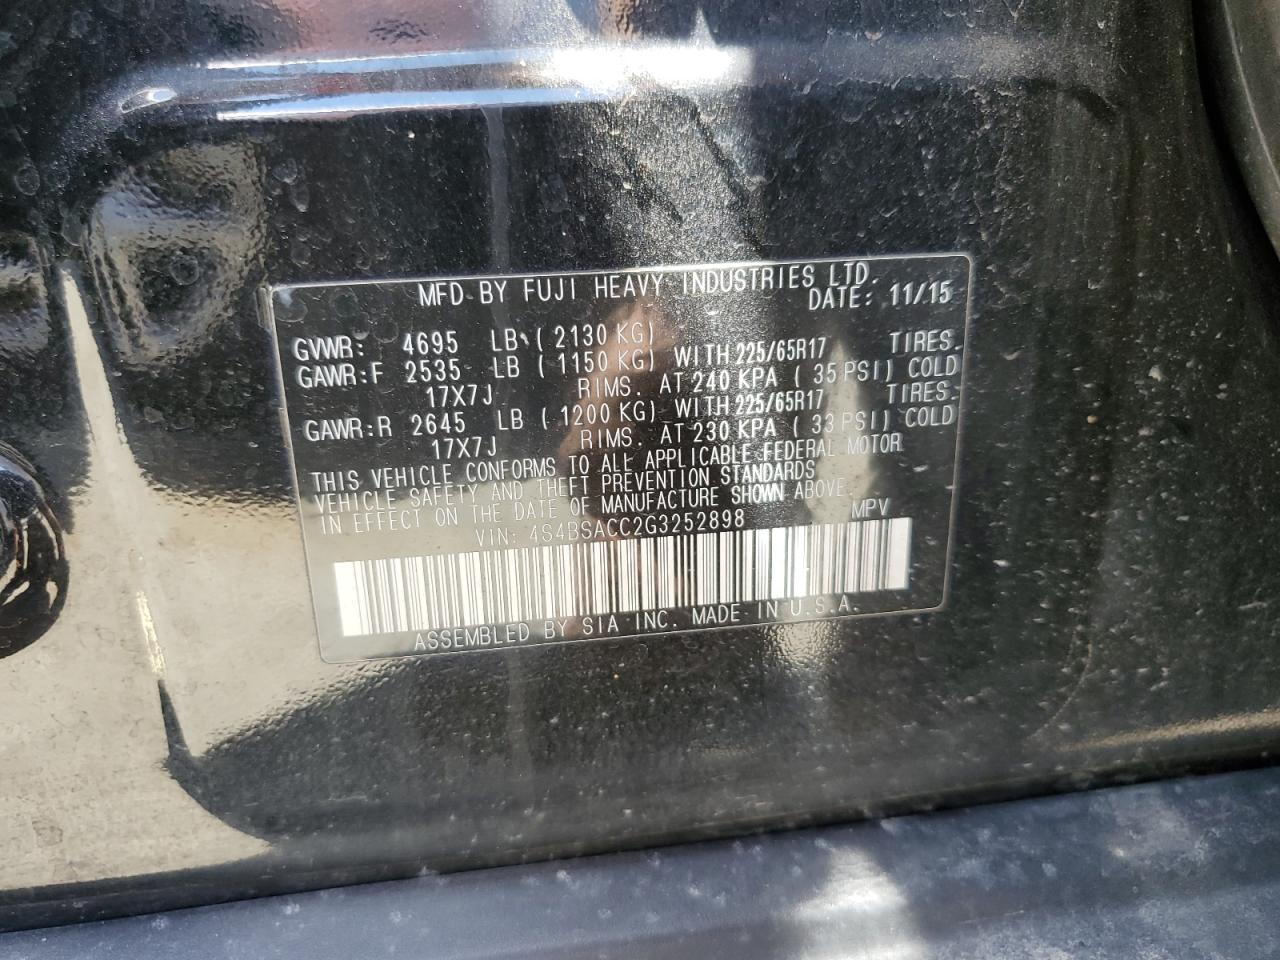 MFD BY FUJI HEAVY INDUSTRIES LTD.
DATE: 11/15
GVWR: 4695 LB ( 2130 KG)
GAWR:F 2535 LB ( 1150 KG) WITH 225/65R17 TIRES.
17X7J RIMS. AT 240 KPA ( 35 PSI) COLD
GAWR:R 2645 LB ( 1200 KG) WITH 225/65R17 TIRES.
17X7J RIMS. AT 230 KPA ( 33 PSI) COLD
THIS VEHICLE CONFORMS TO ALL APPLICABLE FEDERAL MOTOR
VEHICLE SAFETY AND THEFT PREVENTION STANDARDS
IN EFFECT ON THE DATE OF MANUFACTURE SHOWN ABOVE.
VIN: 4S4BSACC2G3252898 MPV
ASSEMBLED BY SIA INC. MADE IN U.S.A.